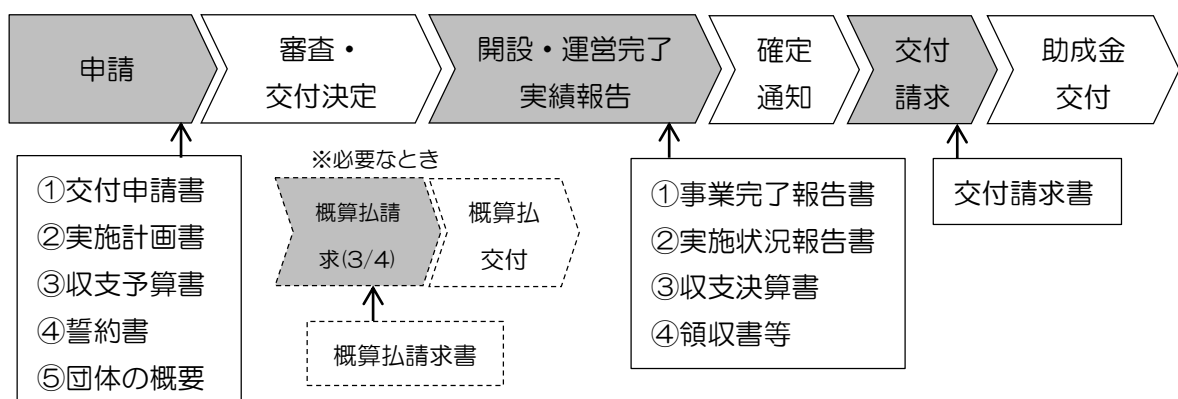 申請
審査・
交付決定
開設・運営完了
実績報告
確定
通知
交付
請求
助成金
交付
①交付申請書
②実施計画書
③収支予算書
④誓約書
⑤団体の概要
※必要なとき
概算払請
求(3/4)
概算払
交付
概算払請求書
①事業完了報告書
②実施状況報告書
③収支決算書
④領収書等
交付請求書